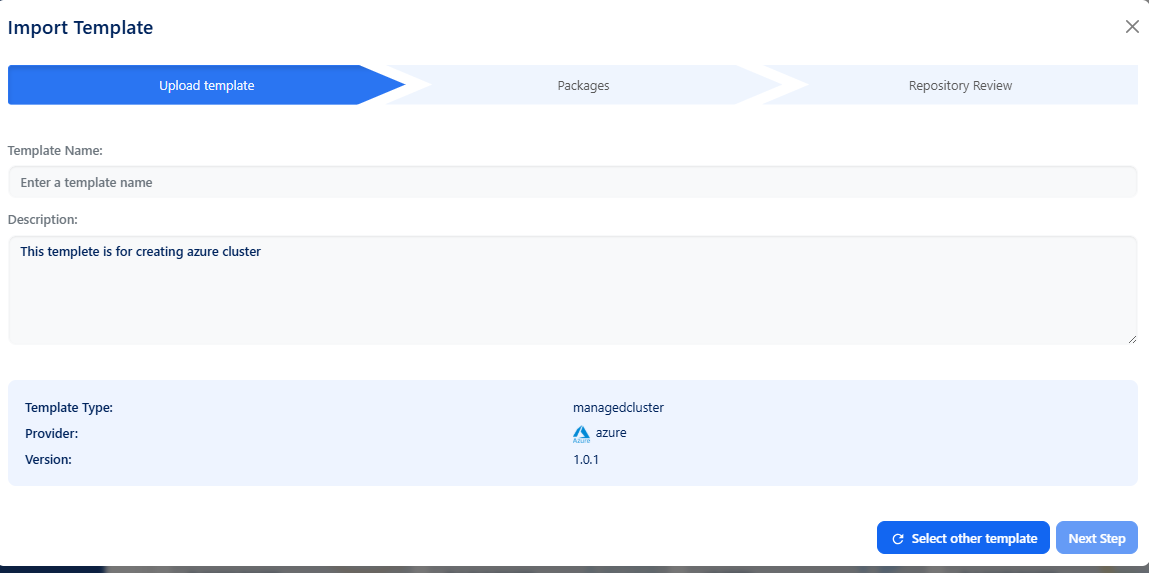 Import Template
Upload template
Packages
Repository Review
Template Name:
Enter a template name
Description:
This templete is for creating azure cluster
Template Type:
managedcluster
Provider:
Azure
azure
Version:
1.0.1
Select other template
Next Step